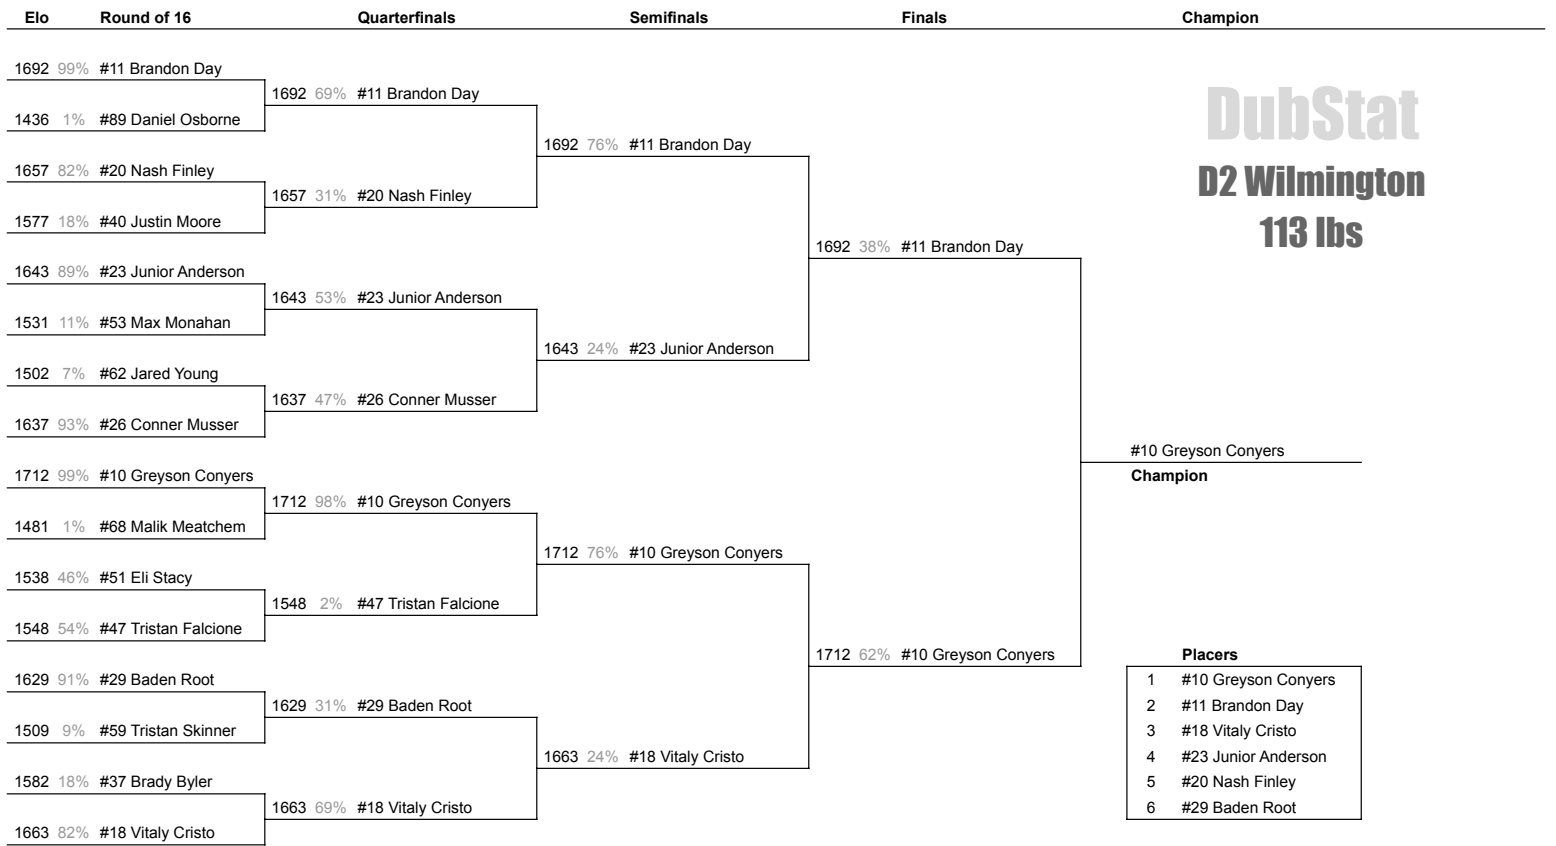 Elo Round of 16 Quarterfinals Semifinals Finals Champion
1692 99% #11 Brandon Day
DubStat
1692 69% #11 Brandon Day
1436 1% #89 Daniel Osborne
1692 76% #11 Brandon Day
1657 82% #20 Nash Finley
D2 Wilmington
1657 31% #20 Nash Finley
1577 18% #40 Justin Moore
113 lbs
1692 38% #11 Brandon Day
1643 89% #23 Junior Anderson
1643 53% #23 Junior Anderson
1531 11% #53 Max Monahan
1643 24% #23 Junior Anderson
1502 7% #62 Jared Young
1637 47% #26 Conner Musser
1637 93% #26 Conner Musser
#10 Greyson Conyers
1712 99% #10 Greyson Conyers
Champion
1712 98% #10 Greyson Conyers
1481 1% #68 Malik Meatchem
1712 76% #10 Greyson Conyers
1538 46% #51 Eli Stacy
1548 2% #47 Tristan Falcione
1548 54% #47 Tristan Falcione
1712 62% #10 Greyson Conyers
Placers
1629 91% #29 Baden Root
1 #10 Greyson Conyers
1629 31% #29 Baden Root
2 #11 Brandon Day
1509 9% #59 Tristan Skinner
3 #18 Vitaly Cristo
1663 24% #18 Vitaly Cristo
4 #23 Junior Anderson
1582 18% #37 Brady Byler
5 #20 Nash Finley
1663 69% #18 Vitaly Cristo
6 #29 Baden Root
1663 82% #18 Vitaly Cristo